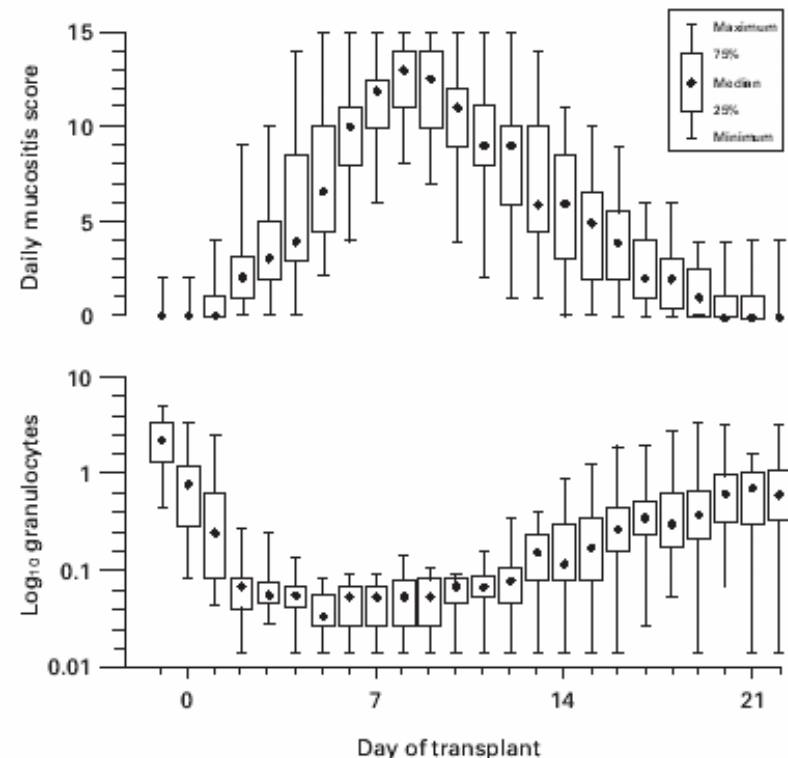 15
10
5
0
Daily mucositis score
Maximum
75%
Median
25%
Minimum
10
1
0.1
0.01
Log₁₀ granulocytes
0
7
14
21
Day of transplant